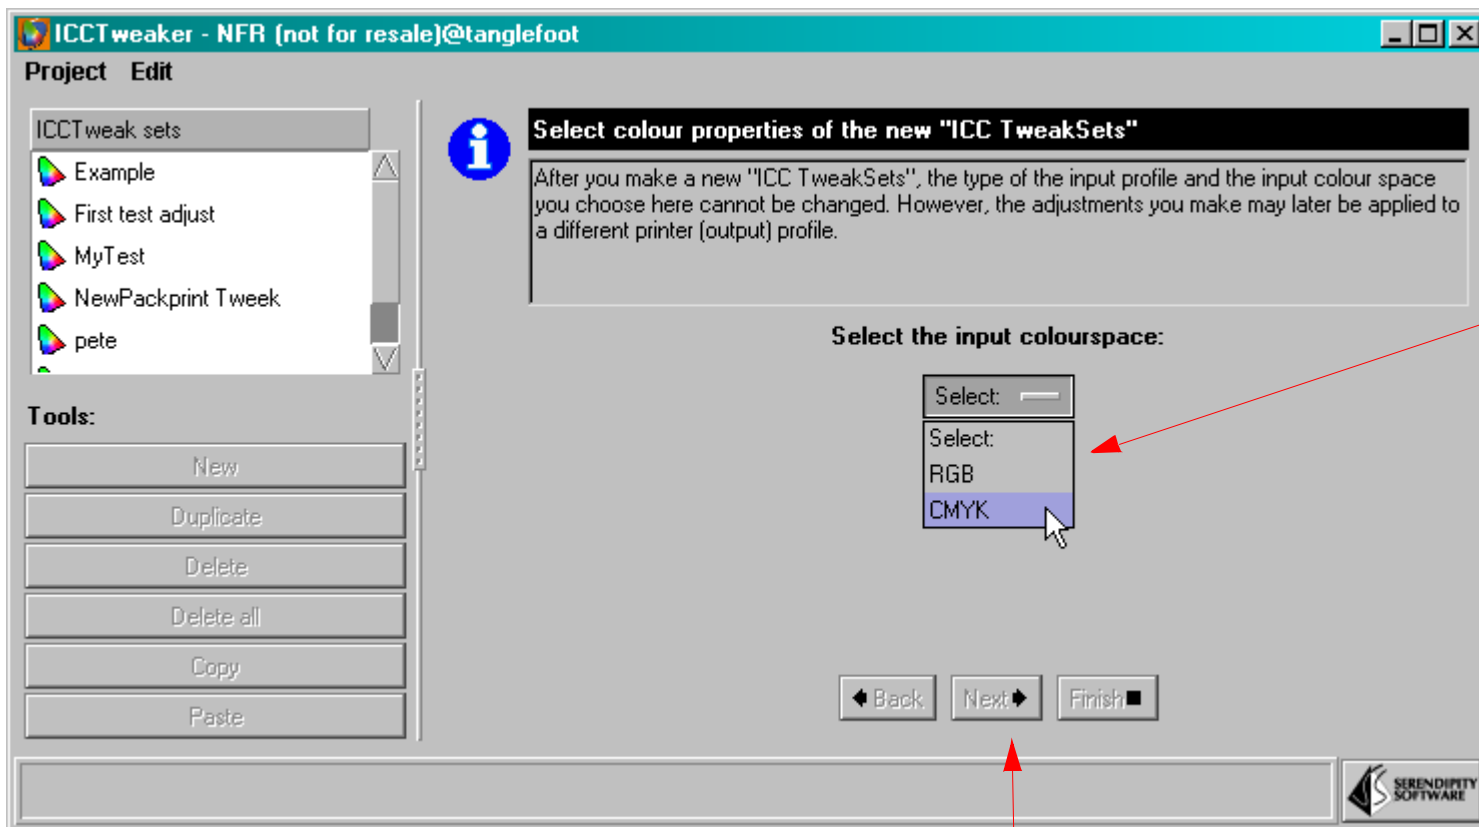 ICCTweaker - NFR (not for resale)@tanglefoot
Project Edit
ICCTweak sets
Example
First test adjust
MyTest
NewPackprint Tweek
pete
Tools:
New
Duplicate
Delete
Delete all
Copy
Paste
Select colour properties of the new "ICC TweakSets"
After you make a new "ICC TweakSets", the type of the input profile and the input colour space
you choose here cannot be changed. However, the adjustments you make may later be applied to
a different printer (output) profile.
Select the input colourspace:
Select:
Select:
RGB
CMYK
Back Next Finish
SERENDIPITY
SOFTWARE